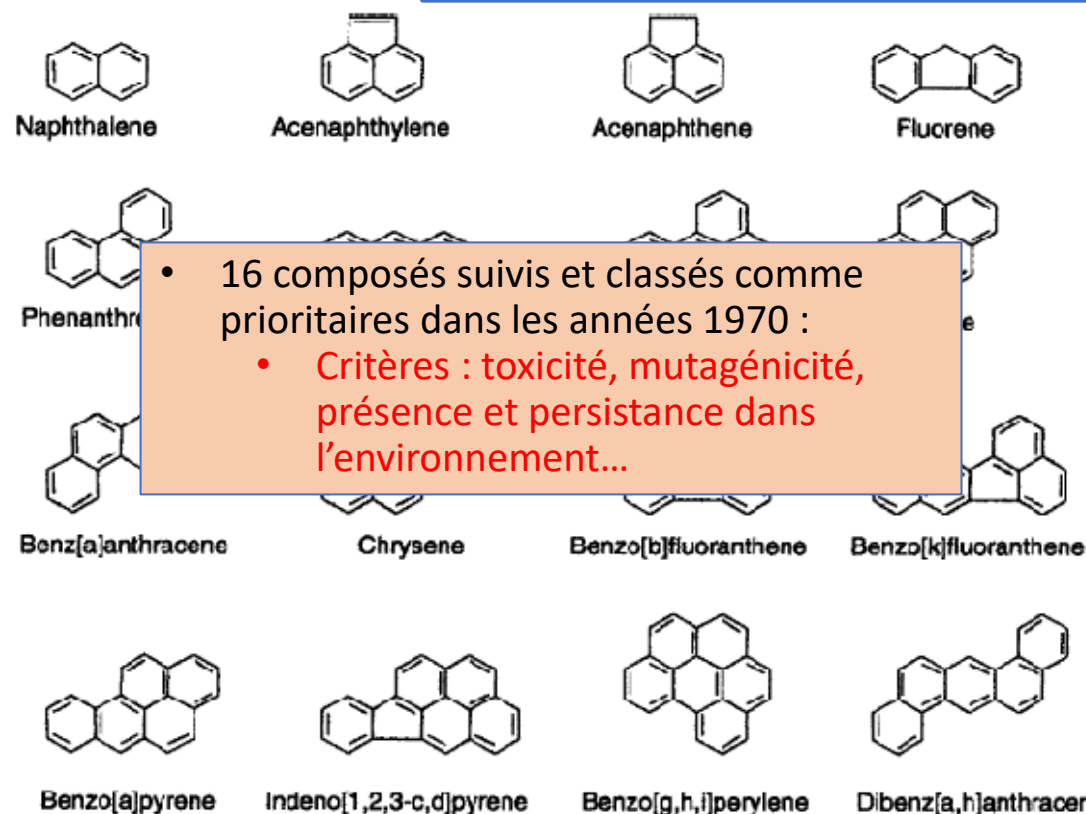 Naphthalene Acenaphthylene Acenaphthene Fluorene
• 16 composés suivis et classés comme
prioritaires dans les années 1970 :
• Critères : toxicité, mutagénicité,
présence et persistance dans
l'environnement...
Benz[a]anthracene Chrysene Benzo[b]fluoranthene Benzo[k]fluoranthene
Benzo[a]pyrene Indeno[1,2,3-c,d]pyrene Benzo[g,h,i]perylene